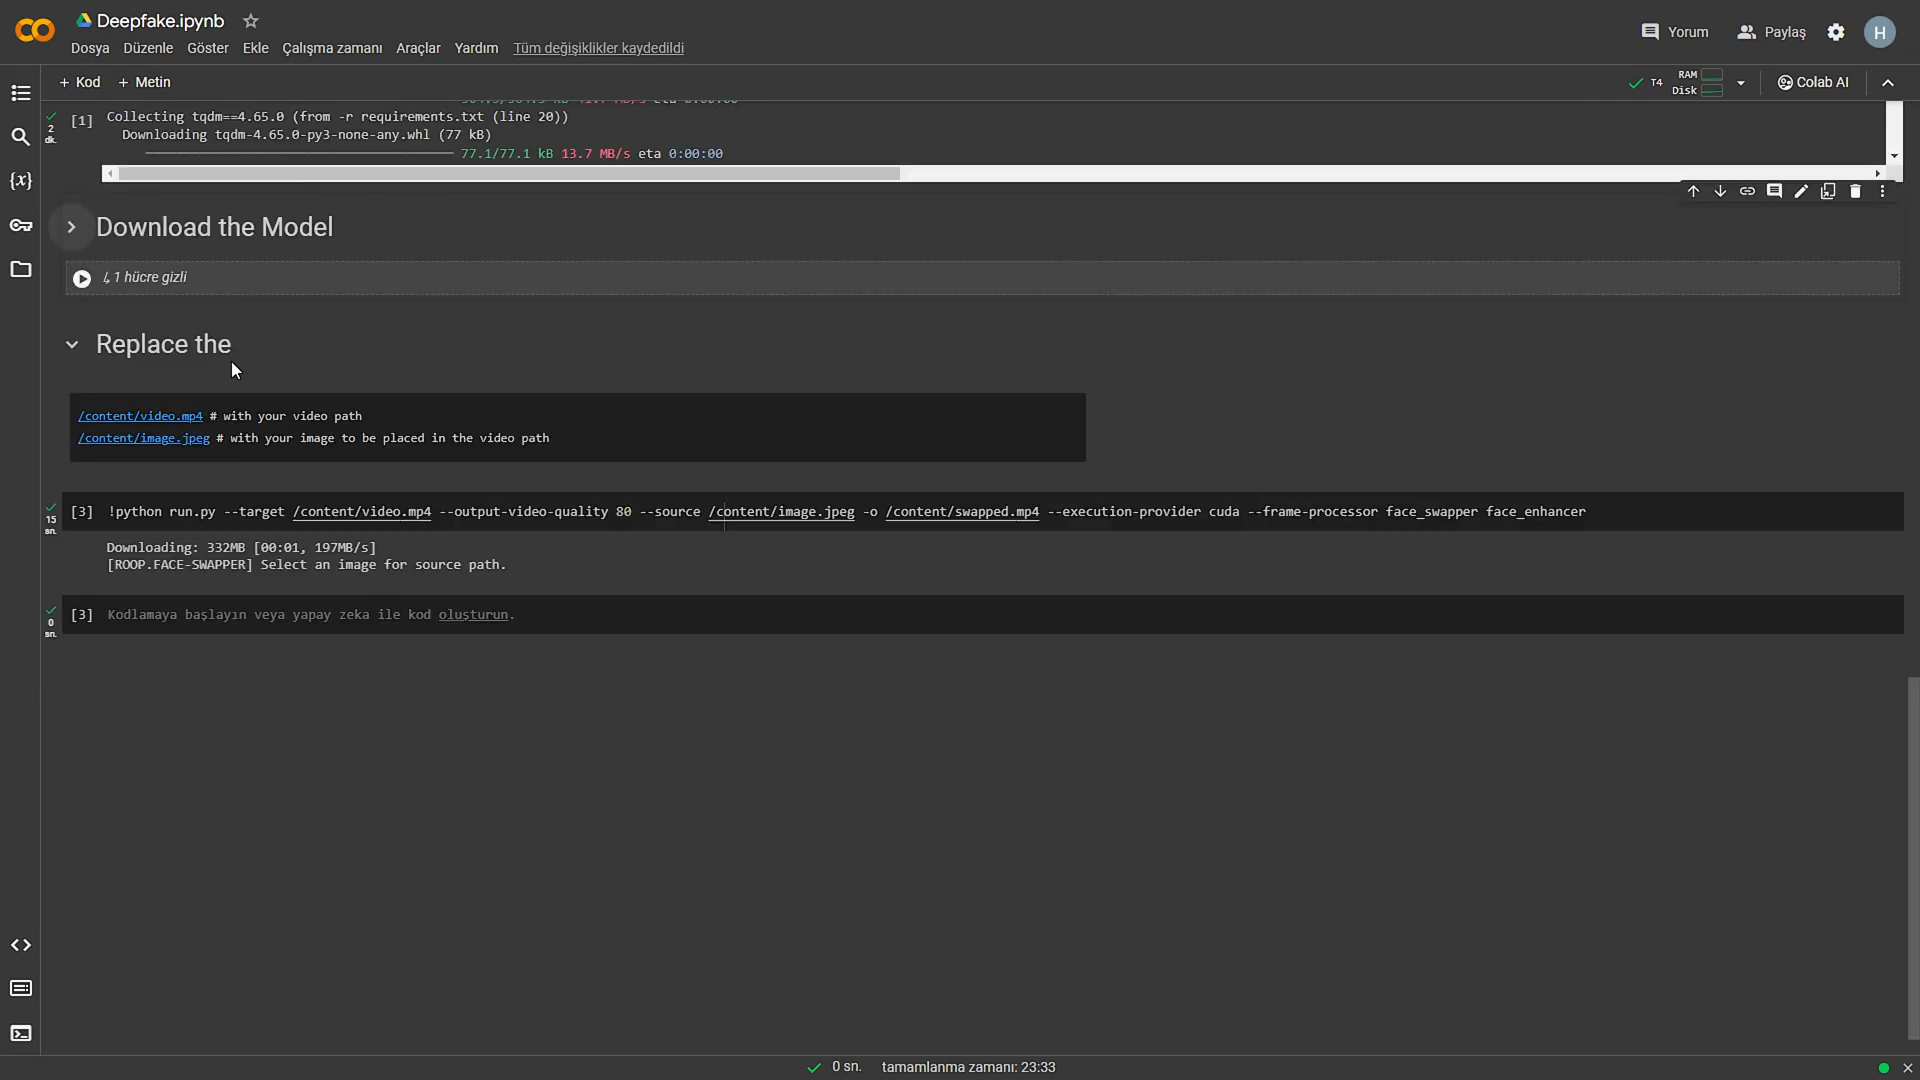 Deepfake.ipynb
Dosya Düzenle Göster Ekle Çalışma zamanı Araçlar Yardım Tüm değişiklikler kaydedildi
Yorum
Paylaş
H
+ Kod + Metin
T4
RAM
Disk
Colab AI
2
dk.
[1] Collecting tqdm==4.65.0 (from -r requirements.txt (line 20))
Downloading tqdm-4.65.0-py3-none-any.whl (77 kB)
77.1/77.1 kB 13.7 MB/s eta 0:00:00
Download the Model
1 hücre gizli
Replace the
/content/video.mp4 # with your video path
/content/image.jpeg # with your image to be placed in the video path
15
sn.
[3] !python run.py --target /content/video.mp4 --output-video-quality 80 --source /content/image.jpeg -o /content/swapped.mp4 --execution-provider cuda --frame-processor face_swapper face_enhancer
Downloading: 332MB [00:01, 197MB/s]
[ROOP.FACE-SWAPPER] Select an image for source path.
0
sn.
[3] Kodlamaya başlayın veya yapay zeka ile kod oluşturun.
0 sn. tamamlanma zamanı: 23:33